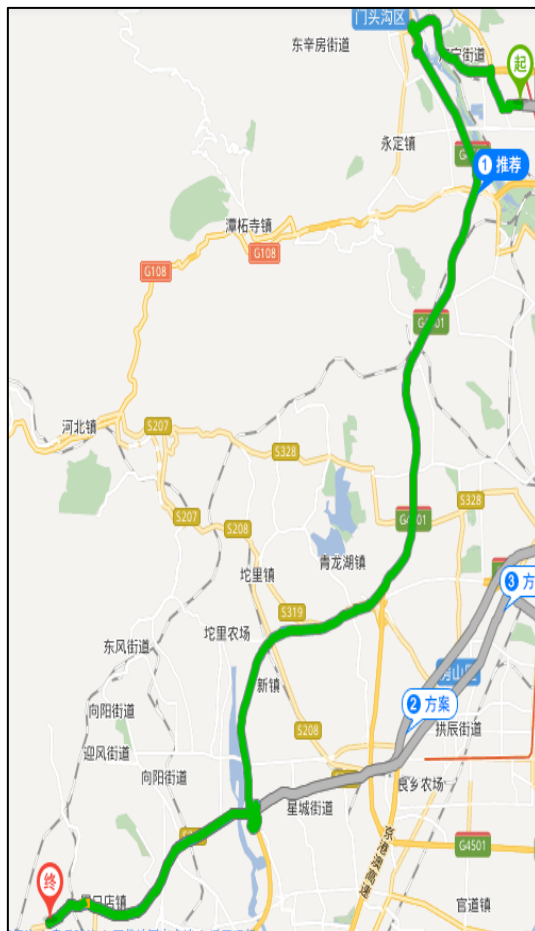 门头沟区
东辛房街道
起
永定镇
1 推荐
潭柘寺镇
G108
G108
河北镇
S207
S328
S207
S328
S208
青龙湖镇
坨里镇
S319
3 方
坨里农场
东风街道
新镇
2 方案
向阳街道
S208
拱辰街道
迎风街道
向阳街道
良乡农场
星城街道
G4501
京港澳高速
终
官道镇